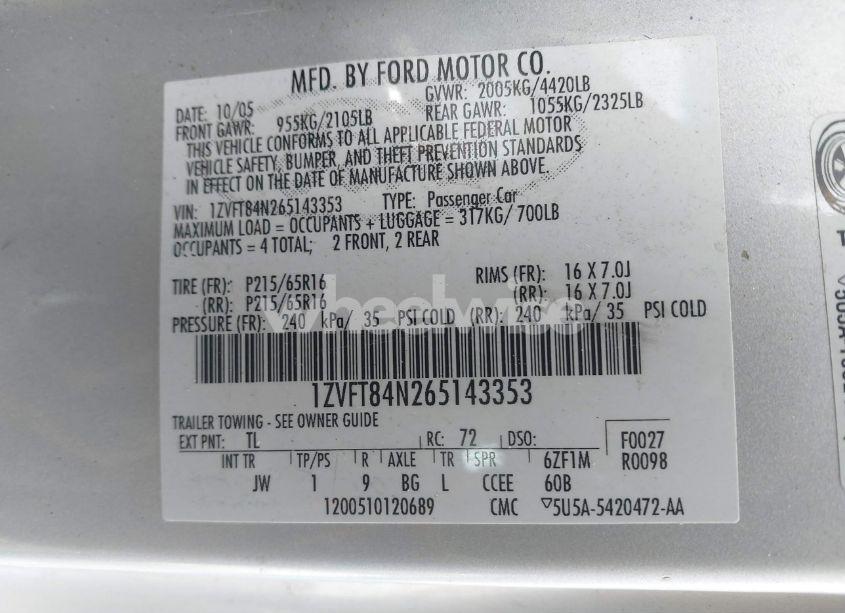 MFD. BY FORD MOTOR CO.
DATE: 10/05 GVWR: 2005KG/4420LB
FRONT GAWR: 955KG/2105LB REAR GAWR: 1055KG/2325LB
THIS VEHICLE CONFORMS TO ALL APPLICABLE FEDERAL MOTOR
VEHICLE SAFETY, BUMPER, AND THEFT PREVENTION STANDARDS
IN EFFECT ON THE DATE OF MANUFACTURE SHOWN ABOVE.
VIN: 1ZVFT84N265143353 TYPE: Passenger Car
MAXIMUM LOAD = OCCUPANTS + LUGGAGE = 317KG/ 700LB
OCCUPANTS = 4 TOTAL; 2 FRONT, 2 REAR
TIRE (FR): P215/65R16 RIMS (FR): 16 X 7.0J
(RR): P215/65R16 (RR): 16 X 7.0J
PRESSURE (FR): 240 kPa/ 35 PSI COLD (RR): 240 kPa/ 35 PSI COLD
1ZVFT84N265143353
TRAILER TOWING - SEE OWNER GUIDE
EXT PNT: TL RC: 72 DSO: F0027
INT TR TP/PS R AXLE TR SPR 6ZF1M R0098
JW 1 9 BG L CCEE 60B
1200510120689 CMC 5U5A-5420472-AA